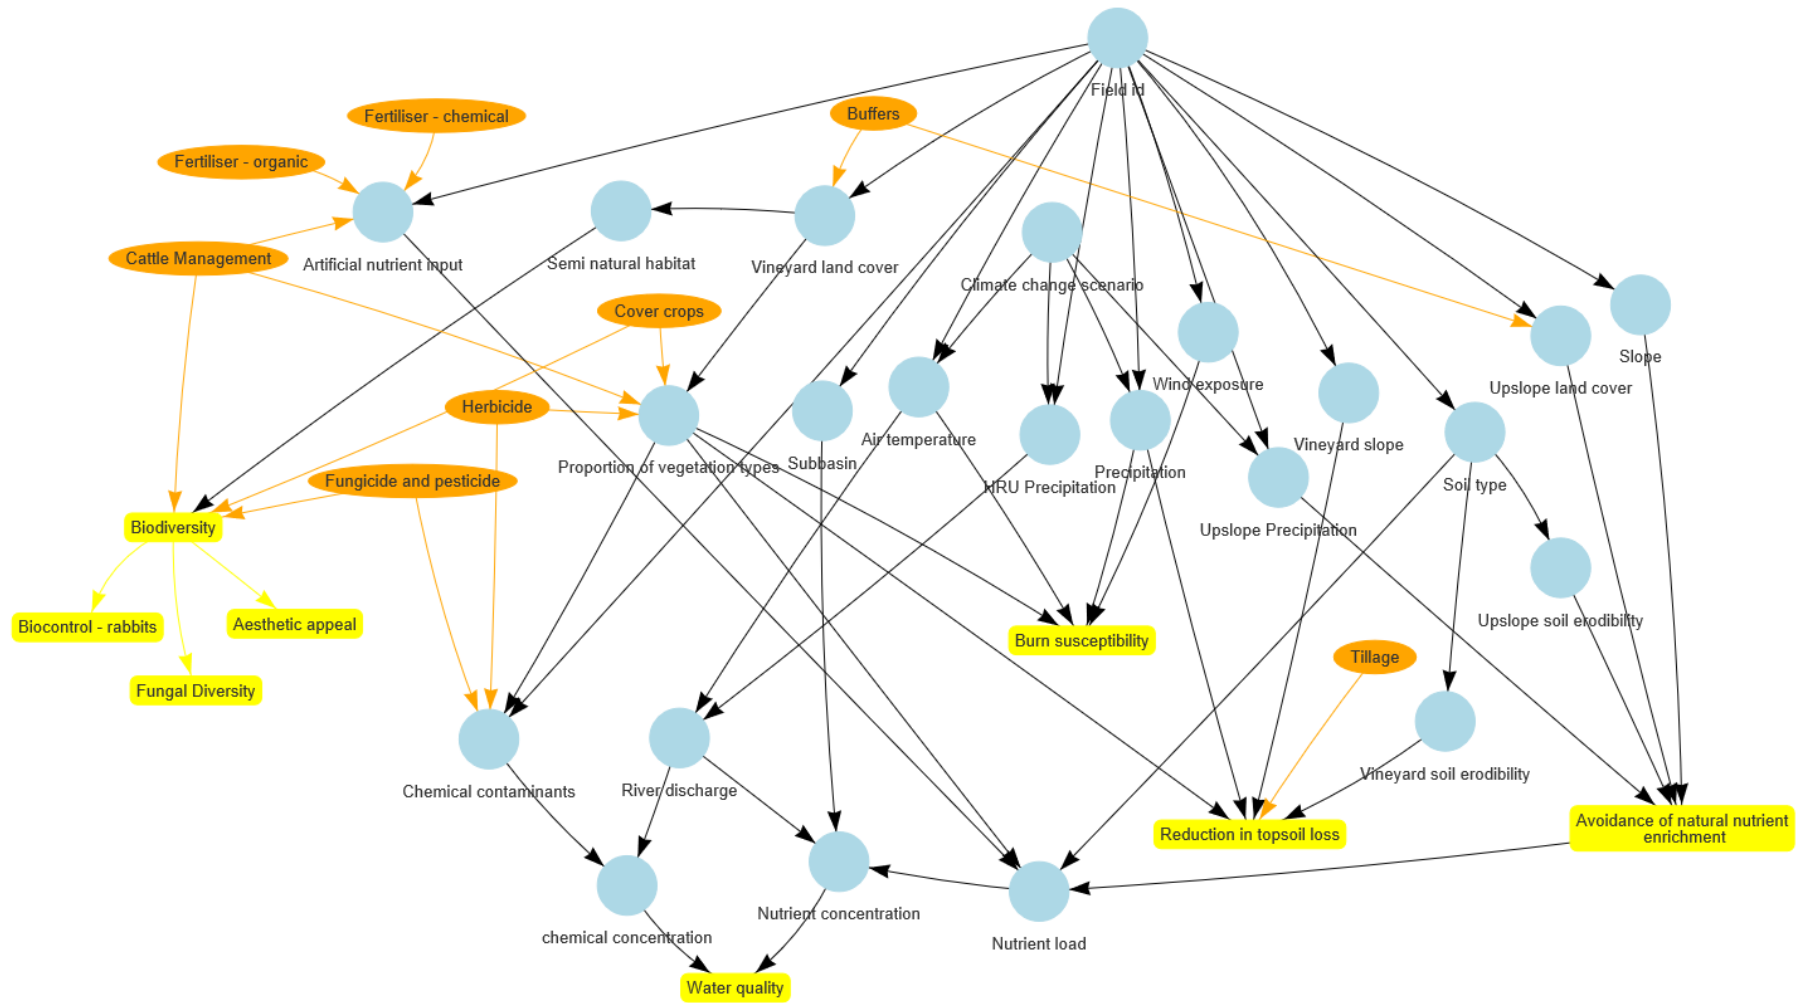 Field id
Fertiliser - chemical
Buffers
Fertiliser - organic
Cattle Management
Artificial nutrient input
Semi natural habitat
Vineyard land cover
Climate change scenario
Cover crops
Slope
Wind exposure
Upslope land cover
Herbicide
Air temperature
Vineyard slope
Proportion of vegetation types
Subbasin
Precipitation
HRU Precipitation
Soil type
Fungicide and pesticide
Biodiversity
Upslope Precipitation
Biocontrol - rabbits
Aesthetic appeal
Burn susceptibility
Upslope soil erodibility
Tillage
Fungal Diversity
Chemical contaminants
River discharge
Vineyard soil erodibility
Reduction in topsoil loss
Avoidance of natural nutrient
enrichment
Nutrient concentration
chemical concentration
Nutrient load
Water quality